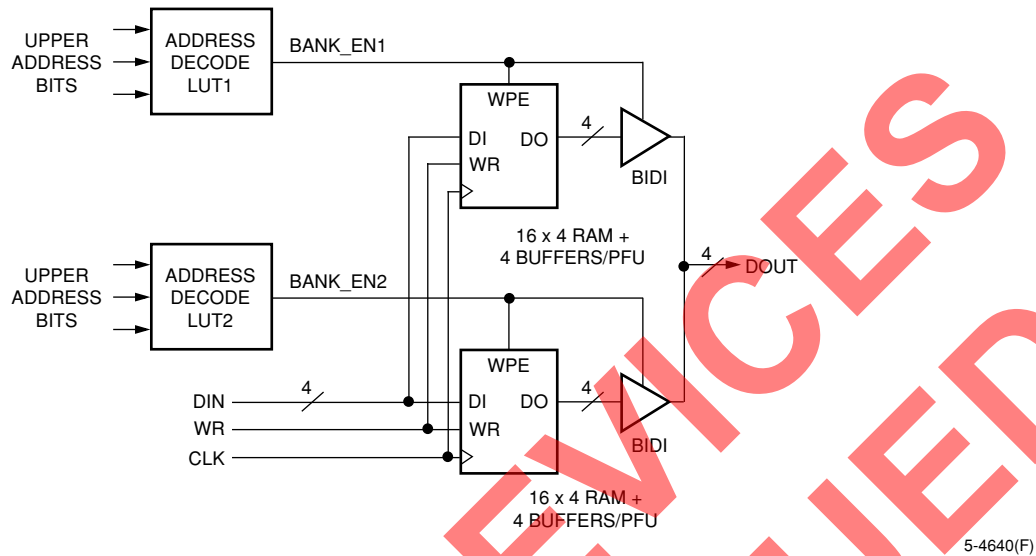 UPPER
ADDRESS
BITS
ADDRESS
DECODE
LUT1
BANK_EN1
WPE
DI
DO
WR
4
BIDI
16 x 4 RAM +
4 BUFFERS/PFU
UPPER
ADDRESS
BITS
ADDRESS
DECODE
LUT2
BANK_EN2
4
DOUT
WPE
DIN
4
DI
DO
4
WR
WR
BIDI
CLK
16 x 4 RAM +
4 BUFFERS/PFU
5-4640(F)